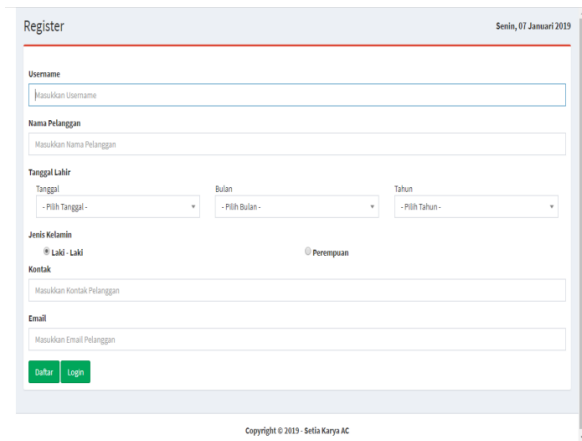 Register Senin, 07 Januari 2019
Username
Masukkan Username
Nama Pelanggan
Masukkan Nama Pelanggan
Tanggal Lahir
Tanggal Bulan Tahun
- Pilih Tanggal - - Pilih Bulan - - Pilih Tahun -
Jenis Kelamin
Laki - Laki Perempuan
Kontak
Masukkan Kontak Pelanggan
Email
Masukkan Email Pelanggan
Daftar Login
Copyright © 2019 - Setia Karya AC